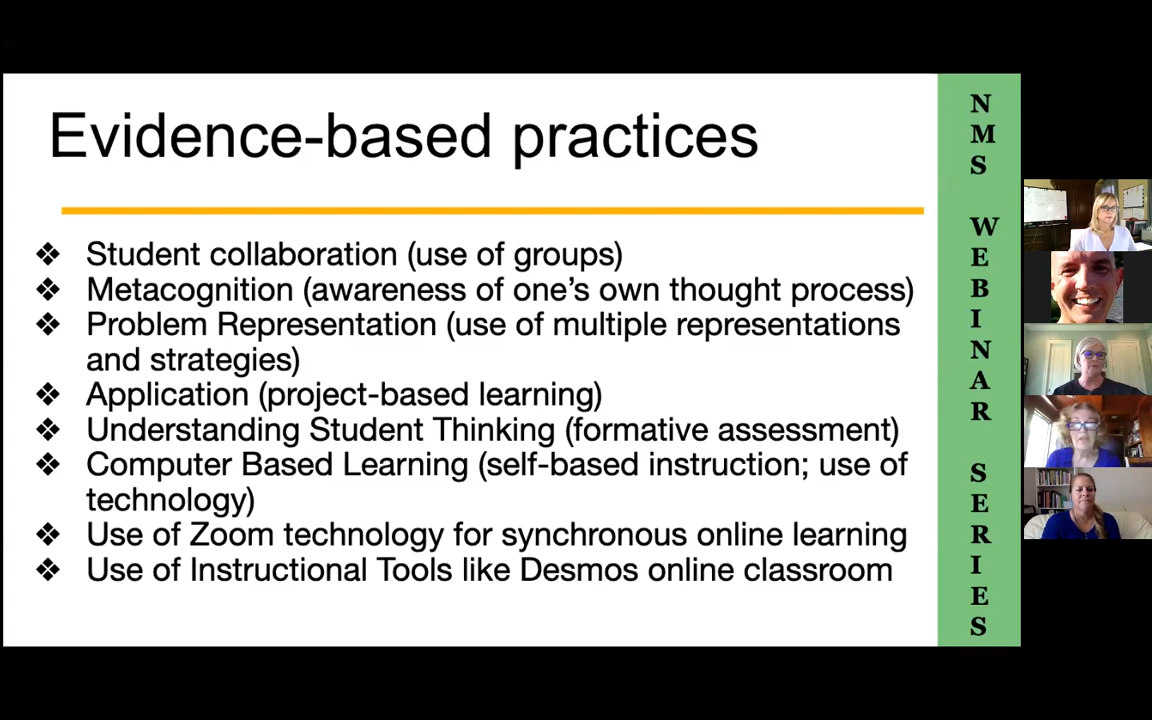 Evidence-based practices
❖ Student collaboration (use of groups)
❖ Metacognition (awareness of one’s own thought process)
❖ Problem Representation (use of multiple representations
and strategies)
❖ Application (project-based learning)
❖ Understanding Student Thinking (formative assessment)
❖ Computer Based Learning (self-based instruction; use of
technology)
❖ Use of Zoom technology for synchronous online learning
❖ Use of Instructional Tools like Desmos online classroom
NMS WEBINAR SERIES